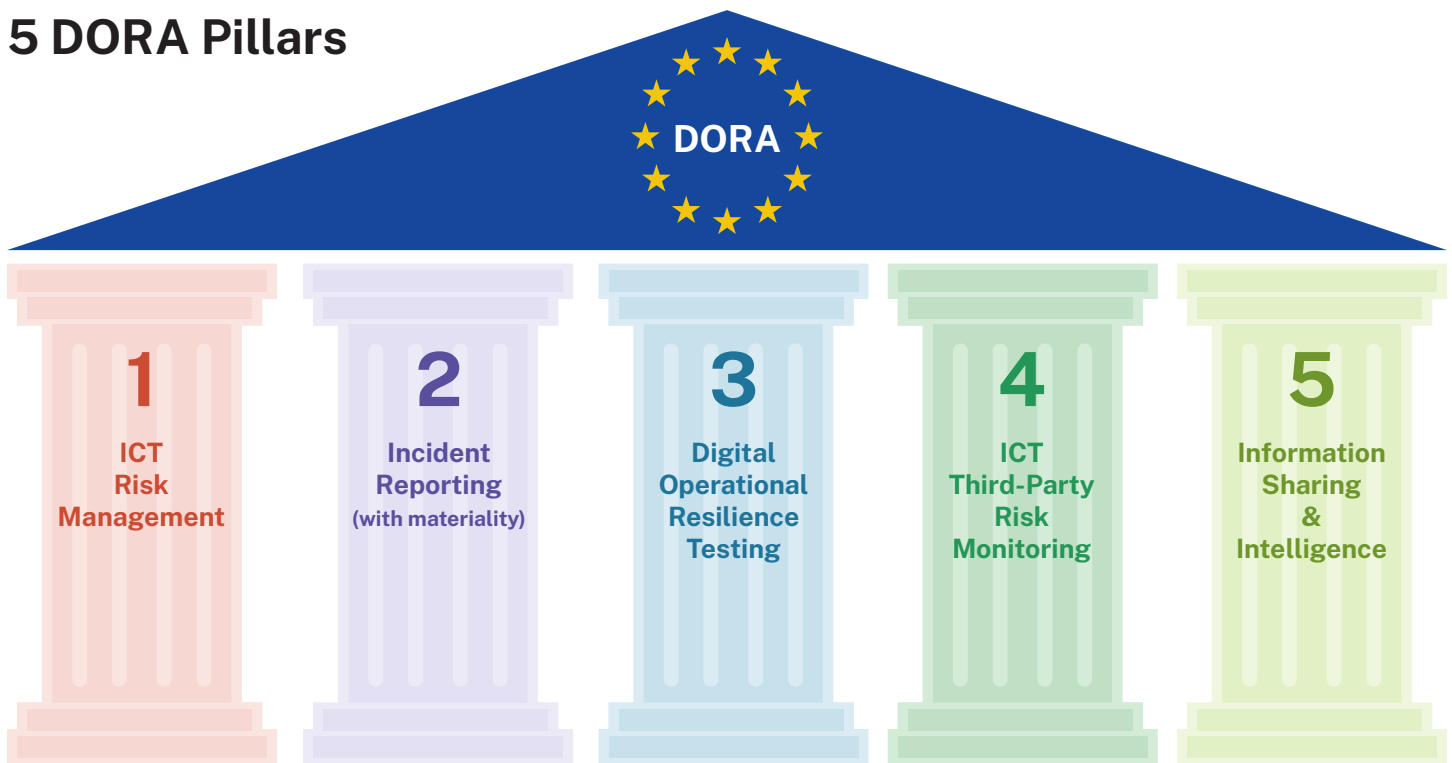 5 DORA Pillars
DORA
1
ICT
Risk
Management
2
Incident
Reporting
(with materiality)
3
Digital
Operational
Resilience
Testing
4
ICT
Third-Party
Risk
Monitoring
5
Information
Sharing
&
Intelligence